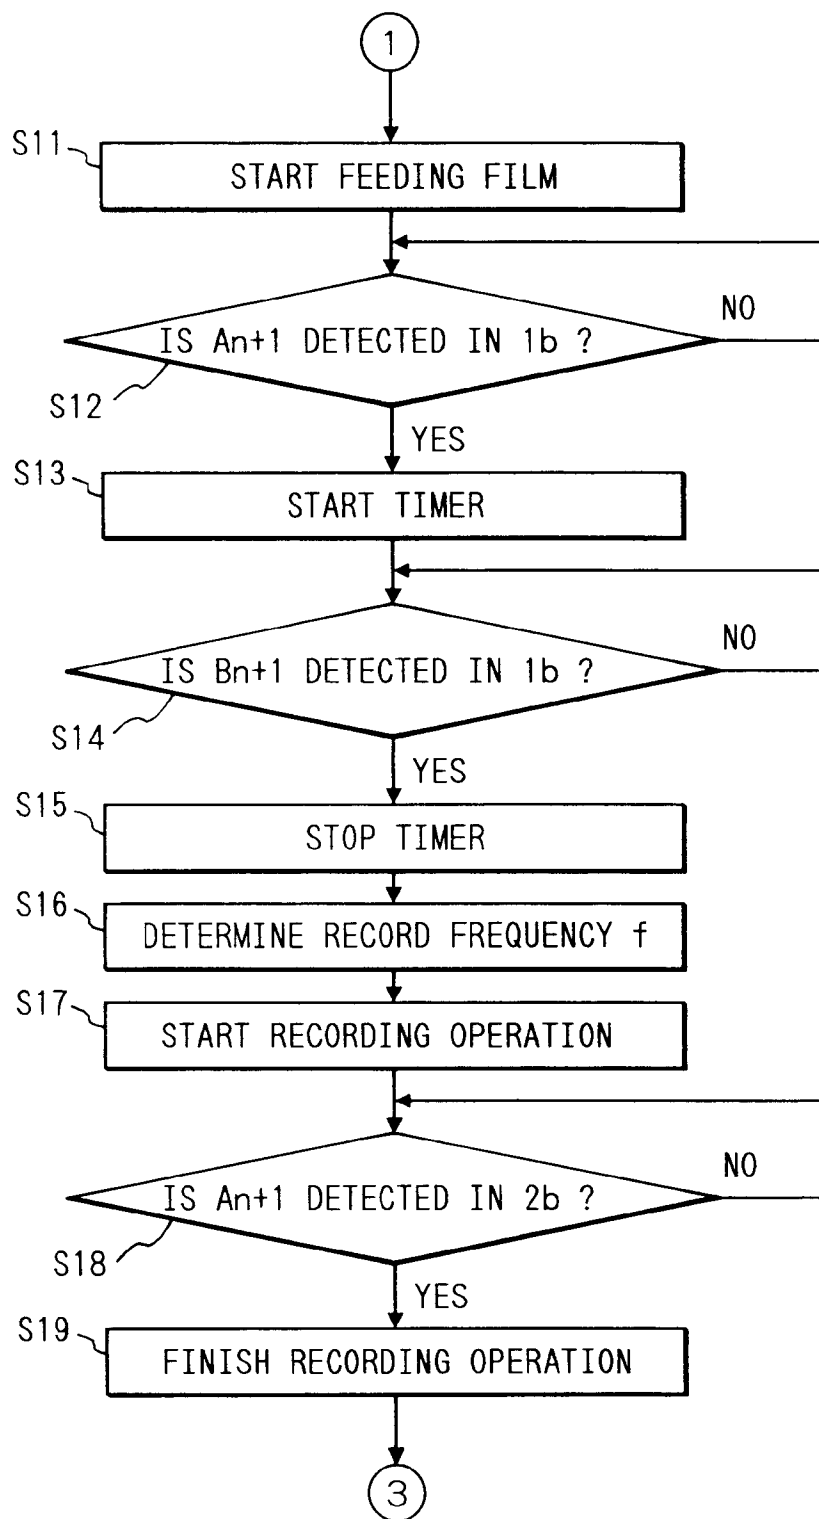 1
S11
START FEEDING FILM
NO
IS An+1 DETECTED IN 1b ?
S12
YES
S13
START TIMER
NO
IS Bn+1 DETECTED IN 1b ?
S14
YES
S15
STOP TIMER
S16
DETERMINE RECORD FREQUENCY f
S17
START RECORDING OPERATION
NO
IS An+1 DETECTED IN 2b ?
S18
YES
S19
FINISH RECORDING OPERATION
3